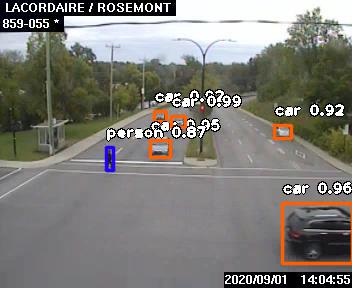 LACORDAIRE / ROSEMONT
859-055 *
car 0.99
car 0.92
person 0.87
car 0.96
2020/09/01 14:04:55